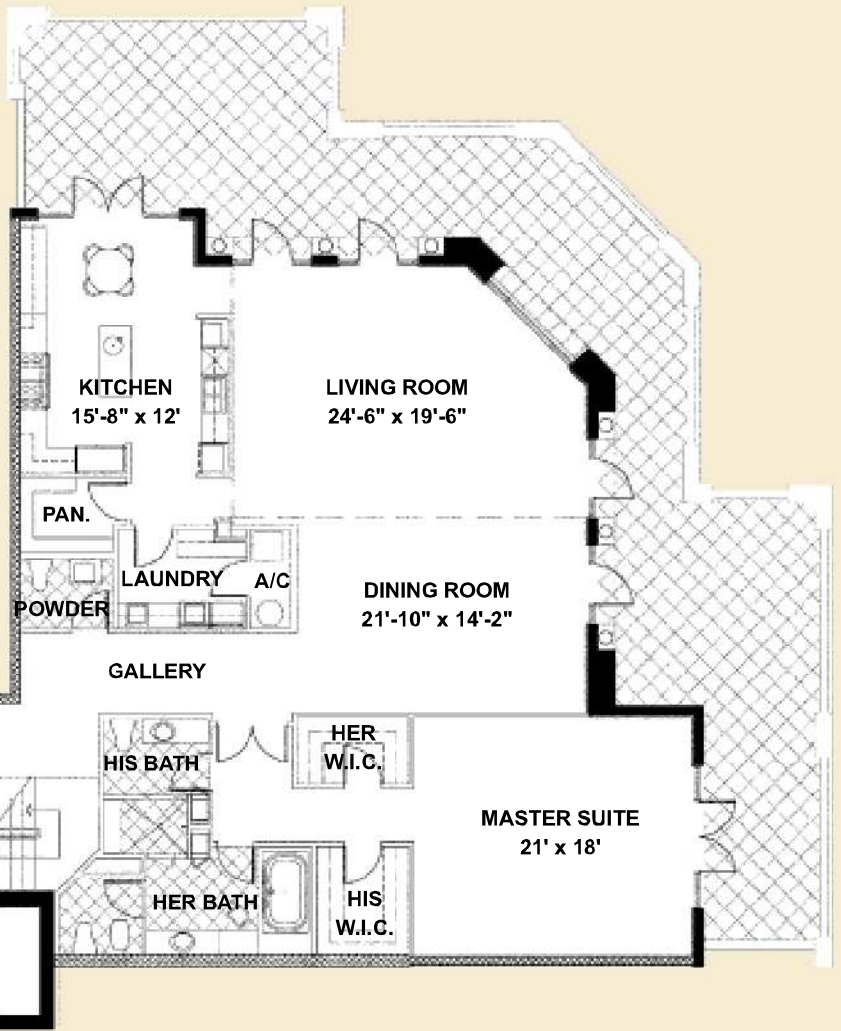 KITCHEN
15'-8" x 12'
LIVING ROOM
24'-6" x 19'-6"
PAN.
LAUNDRY
A/C
POWDER
DINING ROOM
21'-10" x 14'-2"
GALLERY
HIS BATH
HER
W.I.C.
MASTER SUITE
21' x 18'
HER BATH
HIS
W.I.C.